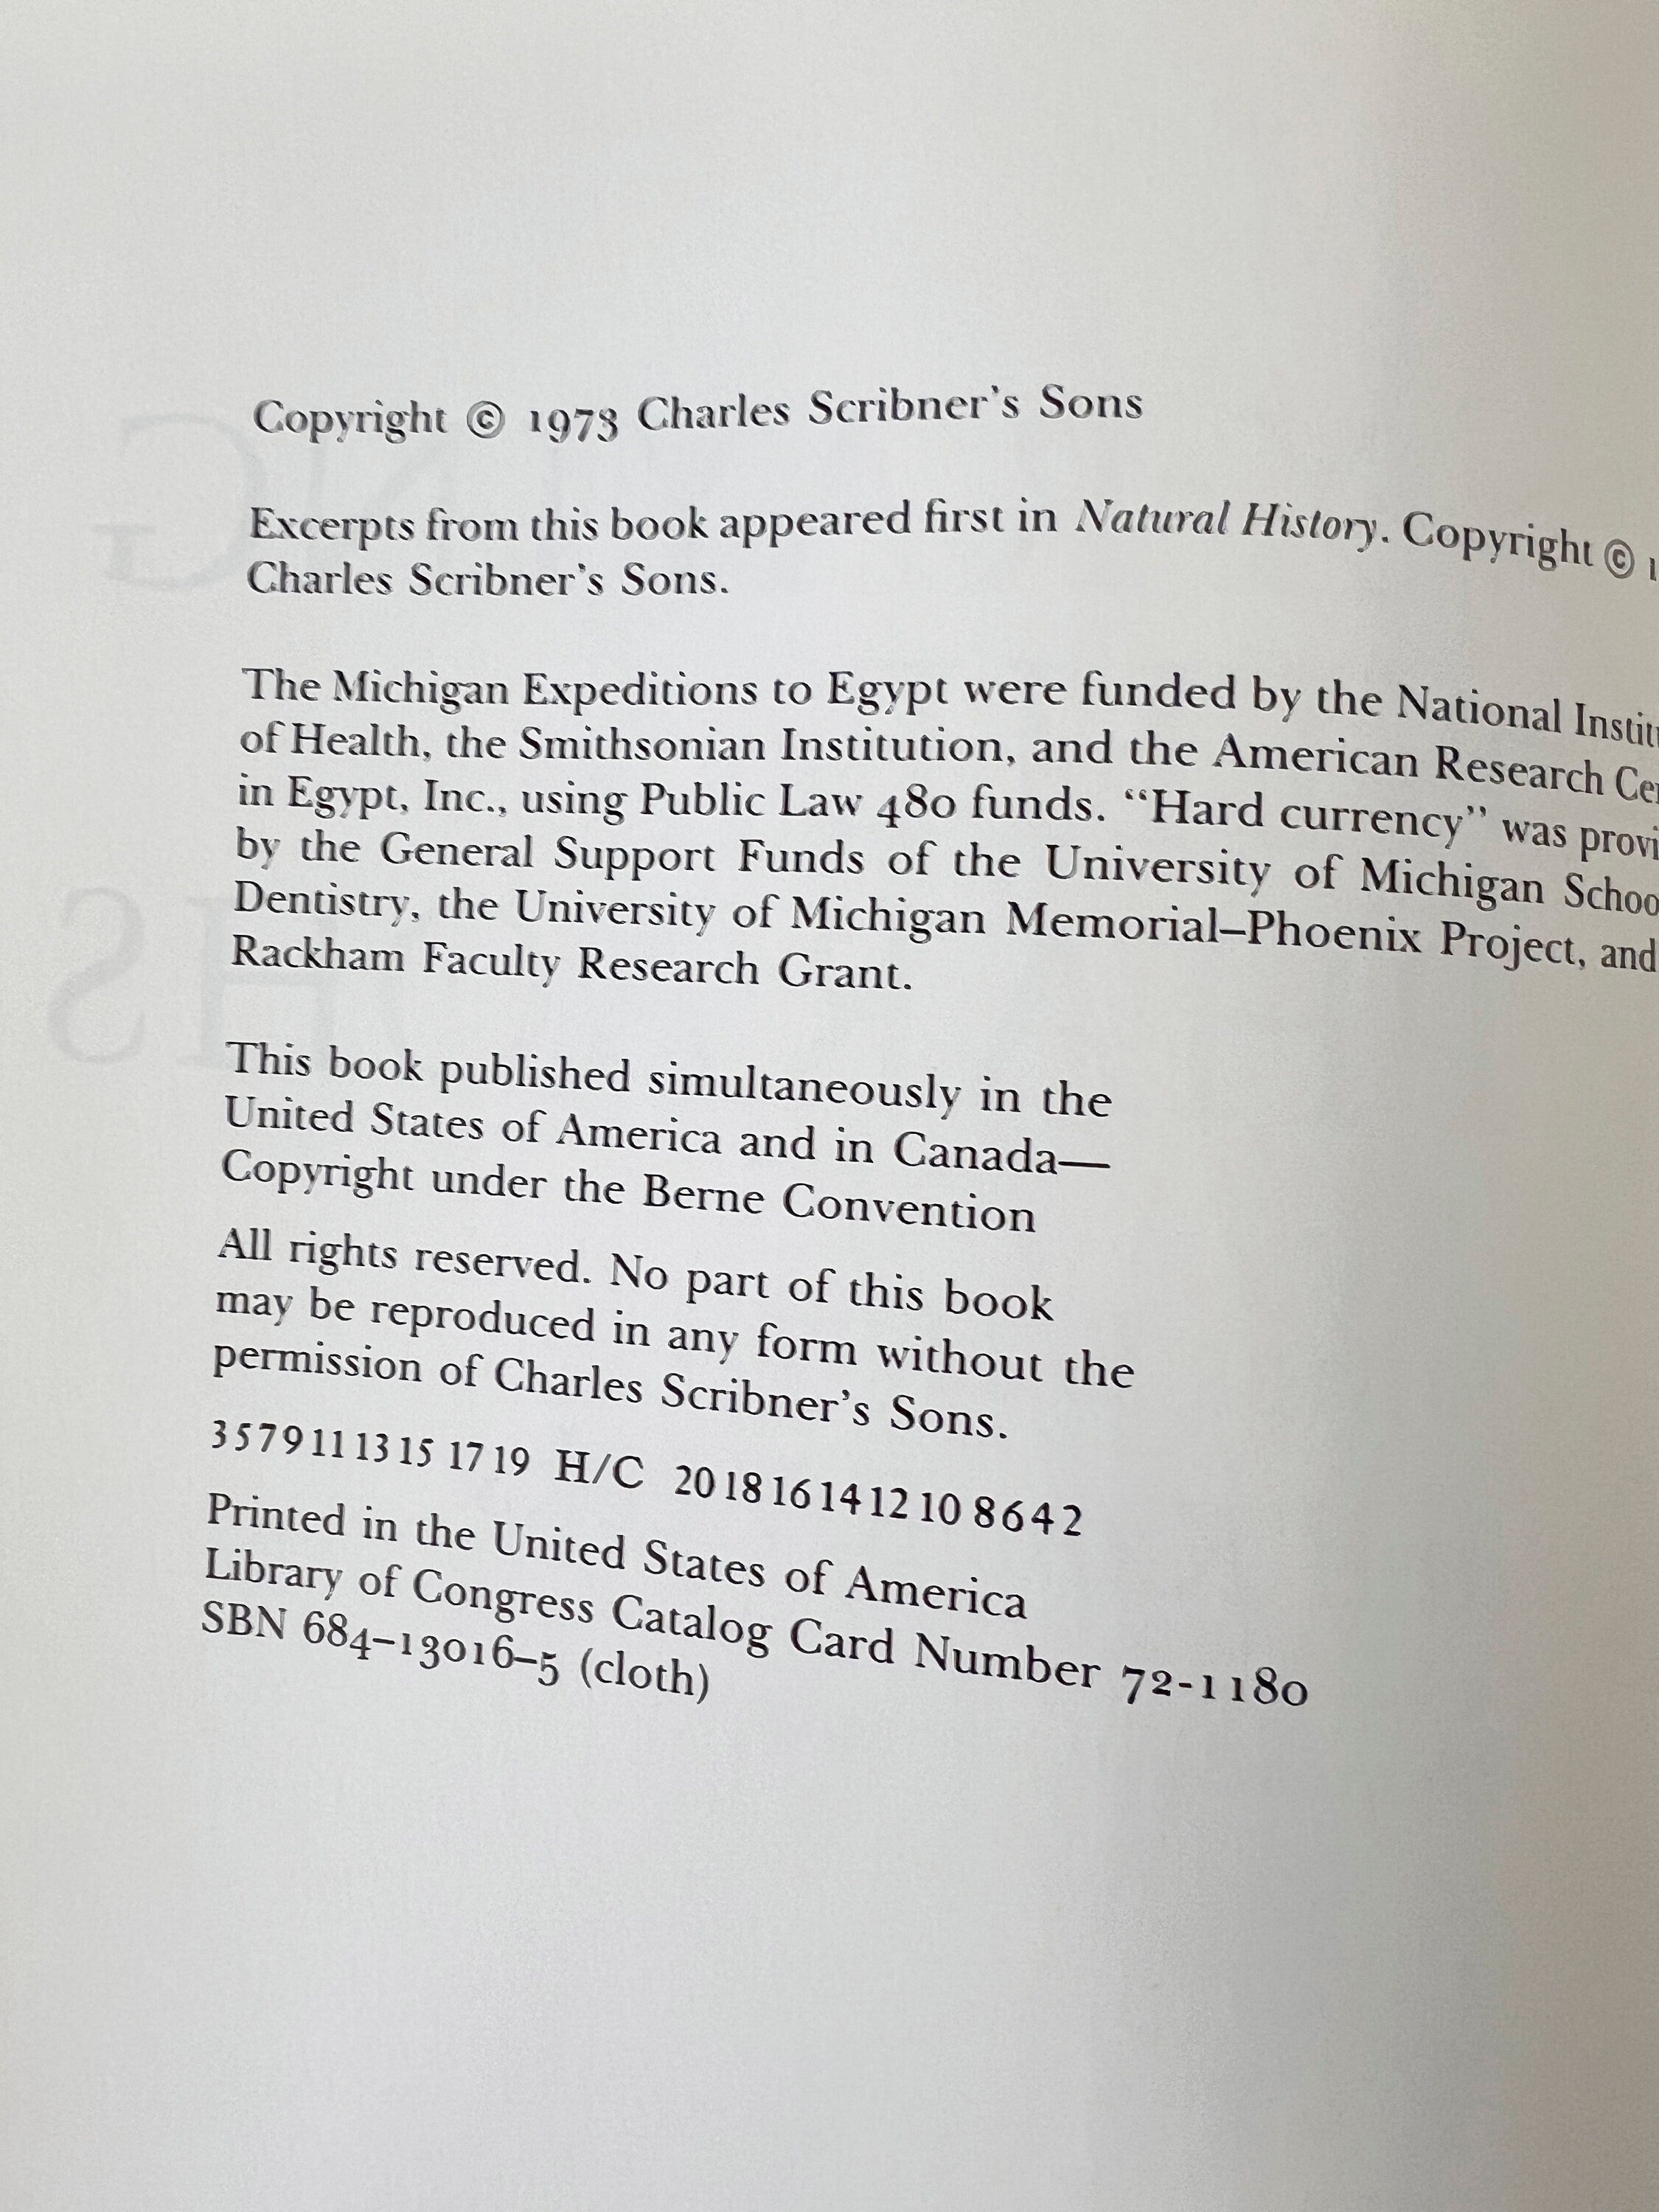 Copyright © 1973 Charles Scribner's Sons
Excerpts from this book appeared first in Natural History. Copyright ©
Charles Scribner's Sons.
The Michigan Expeditions to Egypt were funded by the National
of Health, the Smithsonian Institution, and the American Research
in Egypt, Inc., using Public Law 480 funds. “Hard currency” was
by the General Support Funds of the University of Michigan
Dentistry, the University of Michigan Memorial–Phoenix Project, and
Rackham Faculty Research Grant.
This book published simultaneously in the
United States of America and in Canada—
Copyright under the Berne Convention
All rights reserved. No part of this book
may be reproduced in any form without the
permission of Charles Scribner's Sons.
3 5 7 9 11 13 15 17 19 H/C 20 18 16 14 12 10 8 6 4 2
Printed in the United States of America
Library of Congress Catalog Card Number 72-1180
SBN 684–13016–5 (cloth)